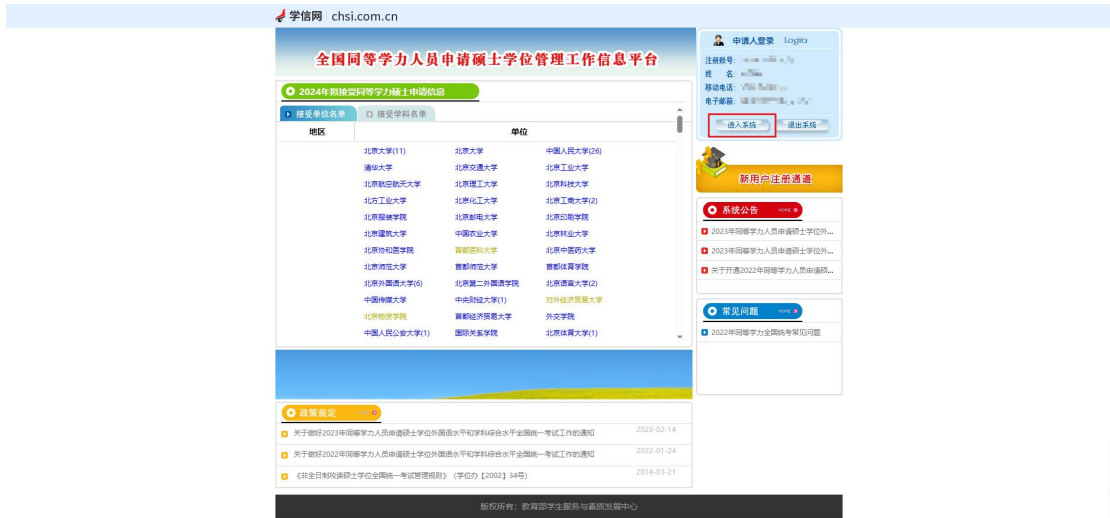 学信网 chsi.com.cn
全国同等学力人员申请硕士学位管理工作信息平台
2024年拟接受同等学力硕士申请信息
接受单位名单 接受学科名单
地区 单位
北京大学(11) 北京大学 中国人民大学(26)
清华大学 北京交通大学 北京工业大学
北京航空航天大学 北京理工大学 北京科技大学
北方工业大学 北京化工大学 北京工商大学(2)
北京服装学院 北京邮电大学 北京印刷学院
北京建筑大学 中国农业大学 北京林业大学
北京协和医学院 首都医科大学 北京中医药大学
北京师范大学 首都师范大学 首都体育学院
北京外国语大学(6) 北京第二外国语学院 北京语言大学(2)
中国传媒大学 中央财经大学(1) 对外经济贸易大学
北京物资学院 首都经济贸易大学 外交学院
中国人民公安大学(1) 国际关系学院 北京体育大学(1)
政策规定
关于做好2023年同等学力人员申请硕士学位外国语水平和学科综合水平全国统一考试工作的通知 2023-02-14
关于做好2022年同等学力人员申请硕士学位外国语水平和学科综合水平全国统一考试工作的通知 2022-01-24
《非全日制攻读硕士学位全国统一考试管理规则》（学位办【2002】34号） 2014-03-21
申请人登录 Login
注册账号:
姓 名:
移动电话:
电子邮箱:
进入系统 退出系统
新用户注册通道
系统公告 MORE
2023年同等学力人员申请硕士学位外...
2023年同等学力人员申请硕士学位外...
关于开通2022年同等学力人员申请硕...
常见问题 MORE
2022年同等学力全国统考常见问题
版权所有：教育部学生服务与素质发展中心